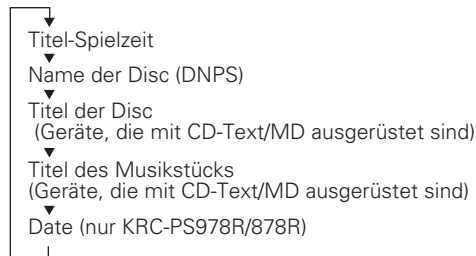 Titel-Spielzeit
Name der Disc (DNPS)
Titel der Disc
(Geräte, die mit CD-Text/MD ausgerüstet sind)
Titel des Musikstücks
(Geräte, die mit CD-Text/MD ausgerüstet sind)
Date (nur KRC-PS978R/878R)